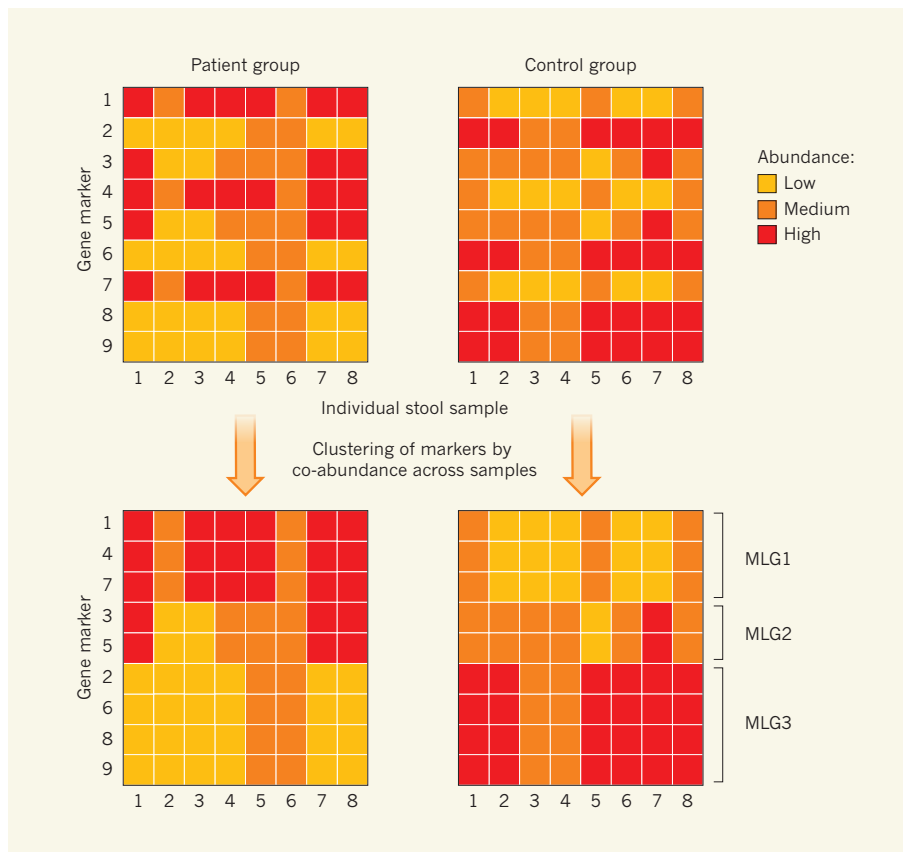 Patient group
Control group
Gene marker
1
2
3
4
5
6
7
8
9
1 2 3 4 5 6 7 8
1 2 3 4 5 6 7 8
Abundance:
Low
Medium
High
Individual stool sample
Clustering of markers by
co-abundance across samples
Gene marker
1
4
7
3
5
2
6
8
9
1 2 3 4 5 6 7 8
1 2 3 4 5 6 7 8
MLG1
MLG2
MLG3